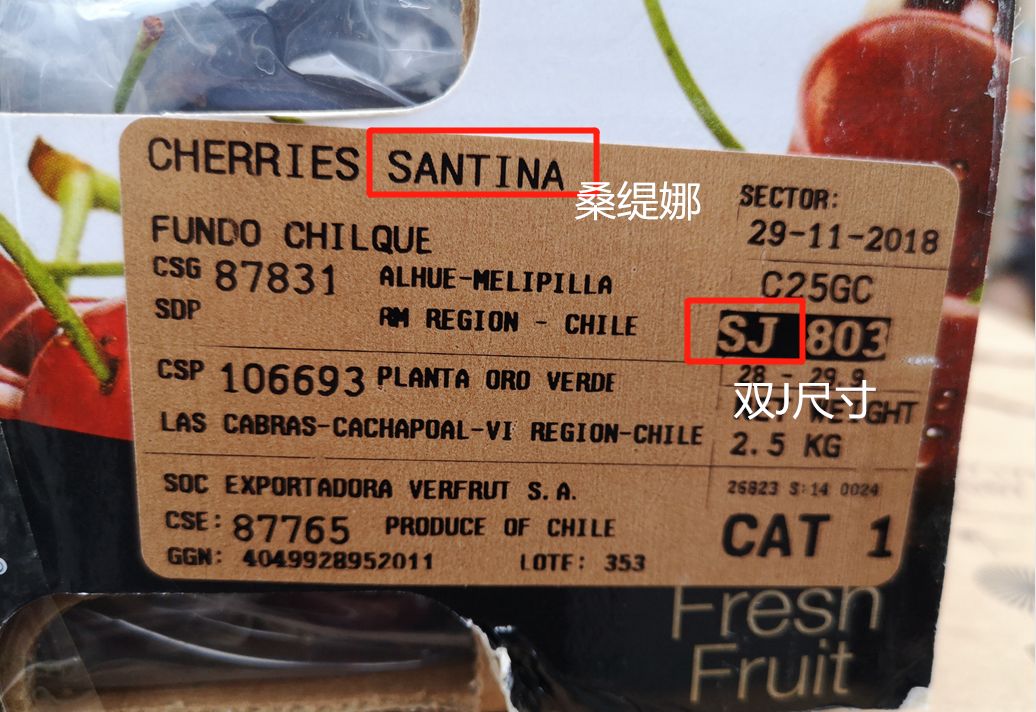 CHERRIES SANTINA
桑缇娜
SECTOR:
29-11-2018
FUNDO CHILQUE
CSG 87831 ALHUE-MELIPILLA
C25GC
SDP RM REGION - CHILE
SJ 803
28 - 29.9
双J尺寸
CSP 106693 PLANTA ORO VERDE
WEIGHT
LAS CABRAS-CACHAPOAL-VI REGION-CHILE
2.5 KG
SOC EXPORTADORA VERFRUT S.A.
26823 S:14 0024
CSE: 87765 PRODUCE OF CHILE
CAT 1
GGN: 4049928952011 LOTE: 353
Fresh
Fruit